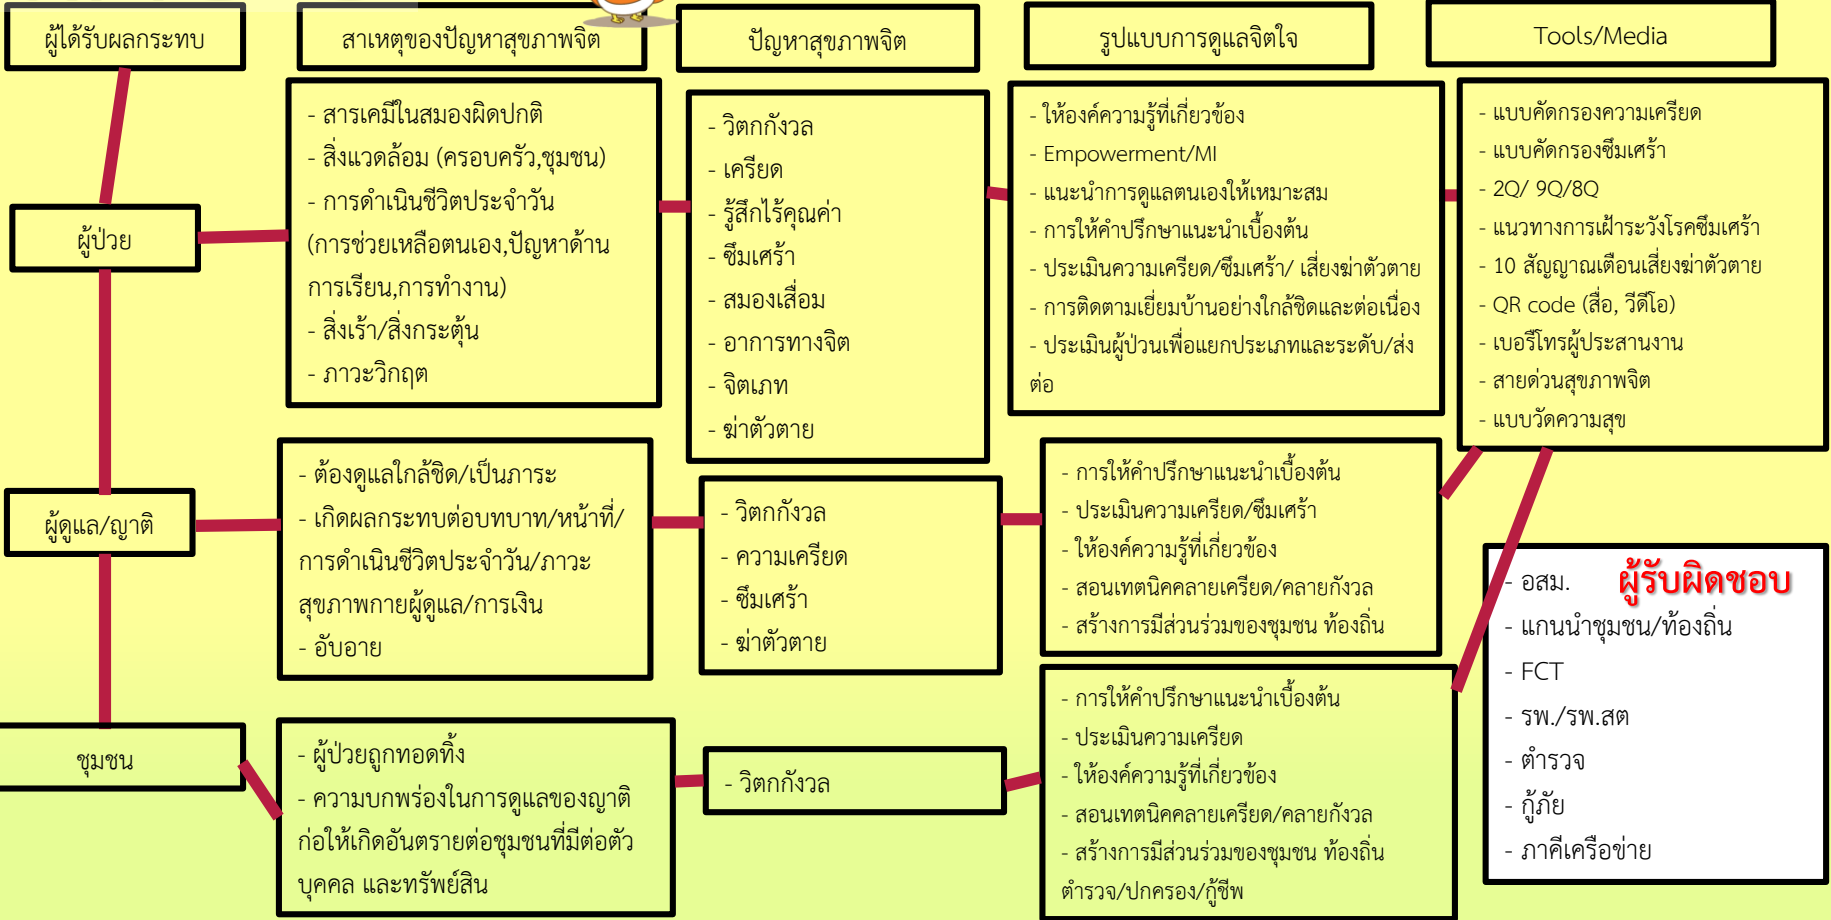 ผู้ได้รับผลกระทบ
สาเหตุของปัญหาสุขภาพจิต
ปัญหาสุขภาพจิต
รูปแบบการดูแลจิตใจ
Tools/Media
ผู้ป่วย
- สารเคมีในสมองผิดปกติ
- สิ่งแวดล้อม (ครอบครัว,ชุมชน)
- การดำเนินชีวิตประจำวัน
(การช่วยเหลือตนเอง,ปัญหาด้าน
การเรียน,การทำงาน)
- สิ่งเร้า/สิ่งกระตุ้น
- ภาวะวิกฤต
- วิตกกังวล
- เครียด
- รู้สึกไร้คุณค่า
- ซึมเศร้า
- สมองเสื่อม
- อาการทางจิต
- จิตเภท
- ฆ่าตัวตาย
- ให้องค์ความรู้ที่เกี่ยวข้อง
- Empowerment/MI
- แนะนำการดูแลตนเองให้เหมาะสม
- การให้คำปรึกษาแนะนำเบื้องต้น
- ประเมินความเครียด/ซึมเศร้า/ เสี่ยงฆ่าตัวตาย
- การติดตามเยี่ยมบ้านอย่างใกล้ชิดและต่อเนื่อง
- ประเมินผู้ป่วนเพื่อแยกประเภทและระดับ/ส่ง
ต่อ
- แบบคัดกรองความเครียด
- แบบคัดกรองซึมเศร้า
- 2Q/ 9Q/8Q
- แนวทางการเฝ้าระวังโรคซึมเศร้า
- 10 สัญญาณเตือนเสี่ยงฆ่าตัวตาย
- QR code (สื่อ, วีดีโอ)
- เบอรืโทรผู้ประสานงาน
- สายด่วนสุขภาพจิต
- แบบวัดความสุข
ผู้ดูแล/ญาติ
- ต้องดูแลใกล้ชิด/เป็นภาระ
- เกิดผลกระทบต่อบทบาท/หน้าที่/
การดำเนินชีวิตประจำวัน/ภาวะ
สุขภาพกายผู้ดูแล/การเงิน
- อับอาย
- วิตกกังวล
- ความเครียด
- ซึมเศร้า
- ฆ่าตัวตาย
- การให้คำปรึกษาแนะนำเบื้องต้น
- ประเมินความเครียด/ซึมเศร้า
- ให้องค์ความรู้ที่เกี่ยวข้อง
- สอนเทตนิคคลายเครียด/คลายกังวล
- สร้างการมีส่วนร่วมของชุมชน ท้องถิ่น
ชุมชน
- ผู้ป่วยถูกทอดทิ้ง
- ความบกพร่องในการดูแลของญาติ
ก่อให้เกิดอันตรายต่อชุมชนที่มีต่อตัว
บุคคล และทรัพย์สิน
- วิตกกังวล
- การให้คำปรึกษาแนะนำเบื้องต้น
- ประเมินความเครียด
- ให้องค์ความรู้ที่เกี่ยวข้อง
- สอนเทตนิคคลายเครียด/คลายกังวล
- สร้างการมีส่วนร่วมของชุมชน ท้องถิ่น
ตำรวจ/ปกครอง/กู้ชีพ
ผู้รับผิดชอบ
- อสม.
- แกนนำชุมชน/ท้องถิ่น
- FCT
- รพ./รพ.สต
- ตำรวจ
- กู้ภัย
- ภาคีเครือข่าย